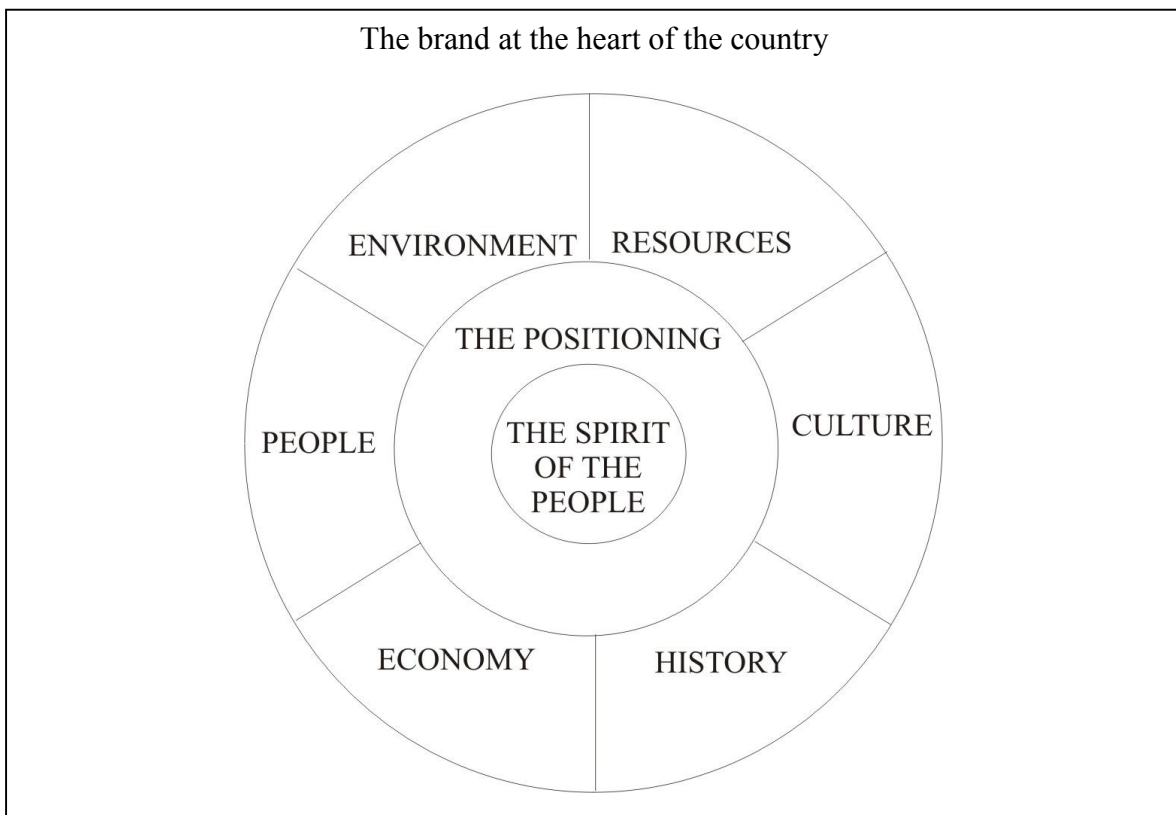 The brand at the heart of the country
ENVIRONMENT
RESOURCES
THE POSITIONING
PEOPLE
THE SPIRIT
OF THE
PEOPLE
CULTURE
ECONOMY
HISTORY